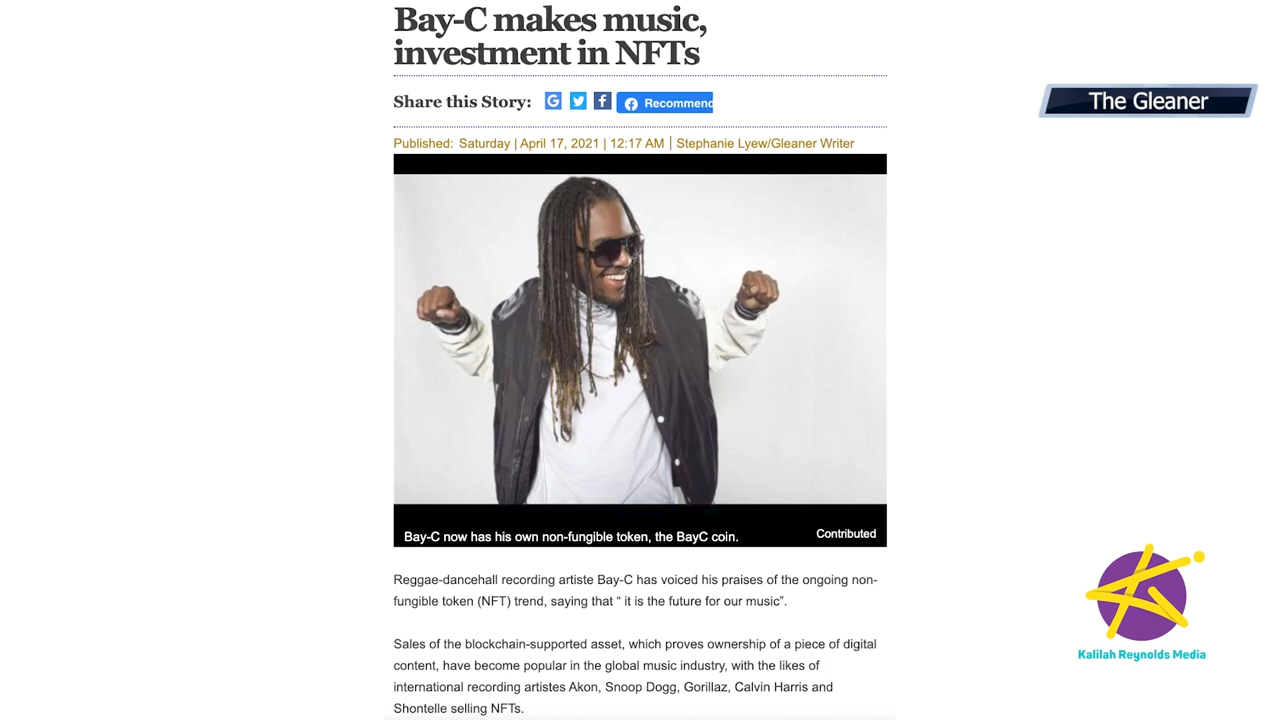 Bay-C makes music,
investment in NFTs
Share this Story:
G
Recommend
The Gleaner
Published: Saturday | April 17, 2021 | 12:17 AM | Stephanie Lyew/Gleaner Writer
Bay-C now has his own non-fungible token, the BayC coin.
Contributed
Reggae-dancehall recording artiste Bay-C has voiced his praises of the ongoing non-
fungible token (NFT) trend, saying that “ it is the future for our music”.
Sales of the blockchain-supported asset, which proves ownership of a piece of digital
content, have become popular in the global music industry, with the likes of
international recording artistes Akon, Snoop Dogg, Gorillaz, Calvin Harris and
Shontelle selling NFTs.
Kalilah Reynolds Media